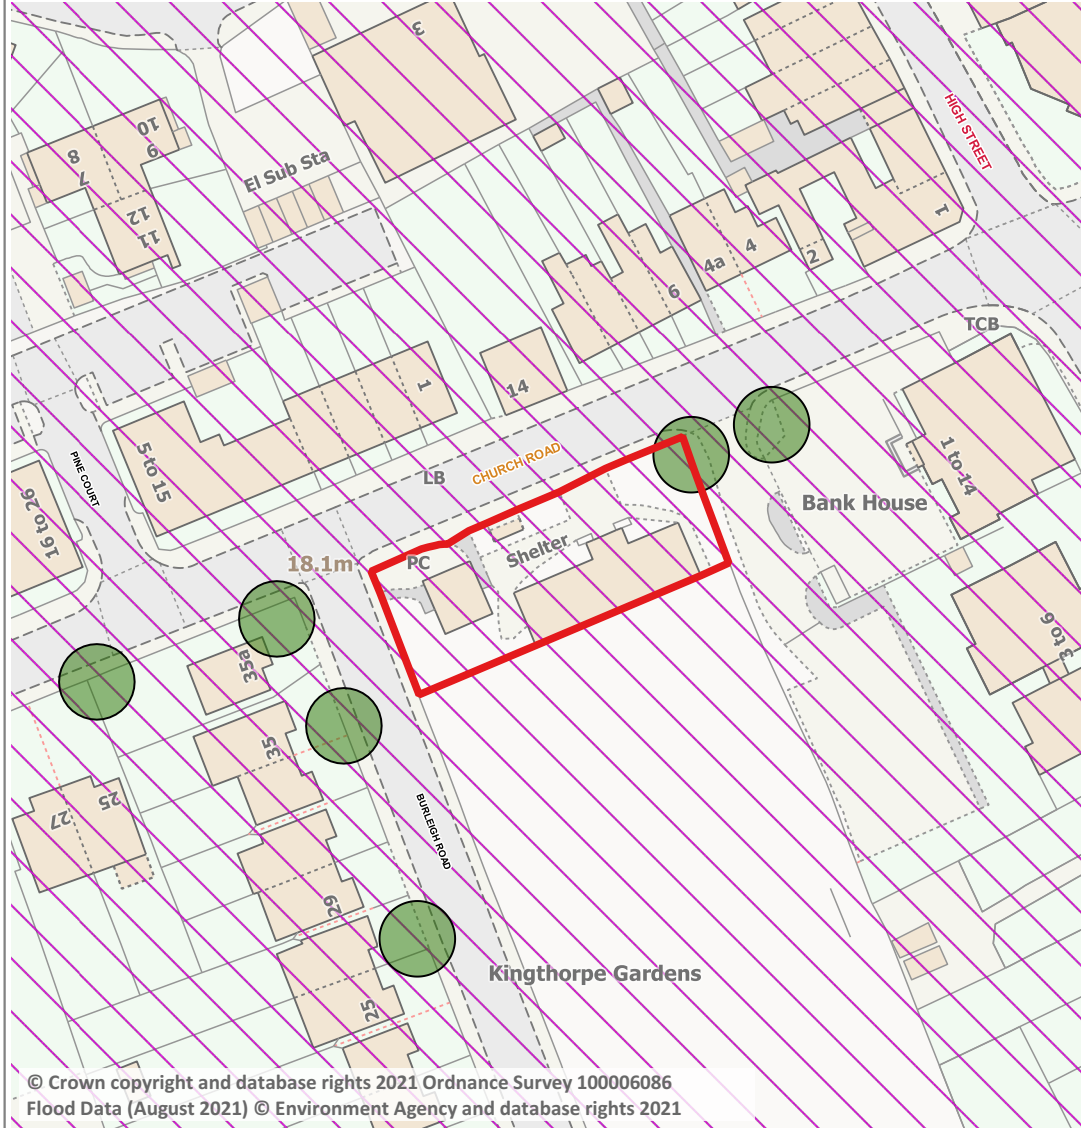 3
HIGH STREET
10
9
8
7
El Sub Sta
12
11
1
2
4
4a
6
TCB
1
14
5 to 15
PINE COURT
CHURCH ROAD
LB
1 to 14
16 to 26
Bank House
Shelter
PC
18.1m
3 to 6
35a
35
25
27
BURLEIGH ROAD
29
Kingthorpe Gardens
25
© Crown copyright and database rights 2021 Ordnance Survey 100006086
Flood Data (August 2021) © Environment Agency and database rights 2021